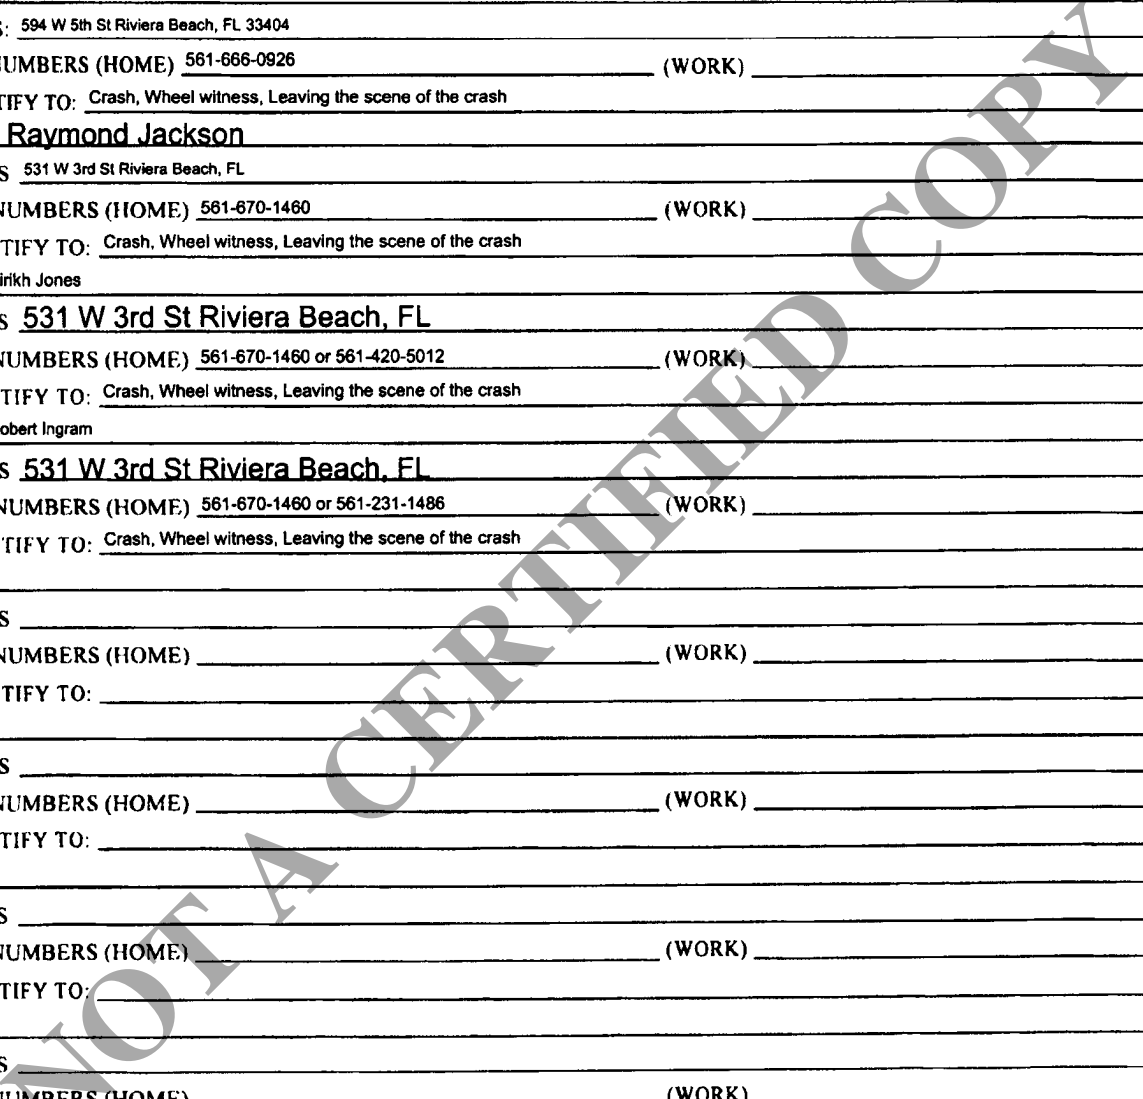 S: 594 W 5th St Riviera Beach, FL 33404
NUMBERS (HOME) 561-666-0926 (WORK)
TIFY TO: Crash, Wheel witness, Leaving the scene of the crash
Raymond Jackson
S 531 W 3rd St Riviera Beach, FL
NUMBERS (HOME) 561-670-1460 (WORK)
TIFY TO: Crash, Wheel witness, Leaving the scene of the crash
irikh Jones
S 531 W 3rd St Riviera Beach, FL
NUMBERS (HOME) 561-670-1460 or 561-420-5012 (WORK)
TIFY TO: Crash, Wheel witness, Leaving the scene of the crash
obert Ingram
S 531 W 3rd St Riviera Beach, FL
NUMBERS (HOME) 561-670-1460 or 561-231-1486 (WORK)
TIFY TO: Crash, Wheel witness, Leaving the scene of the crash
S
NUMBERS (HOME) (WORK)
TIFY TO:
S
NUMBERS (HOME) (WORK)
TIFY TO:
S
NUMBERS (HOME) (WORK)
TIFY TO:
S
NUMBERS (HOME) (WORK)
NOT A CERTIFIED COPY